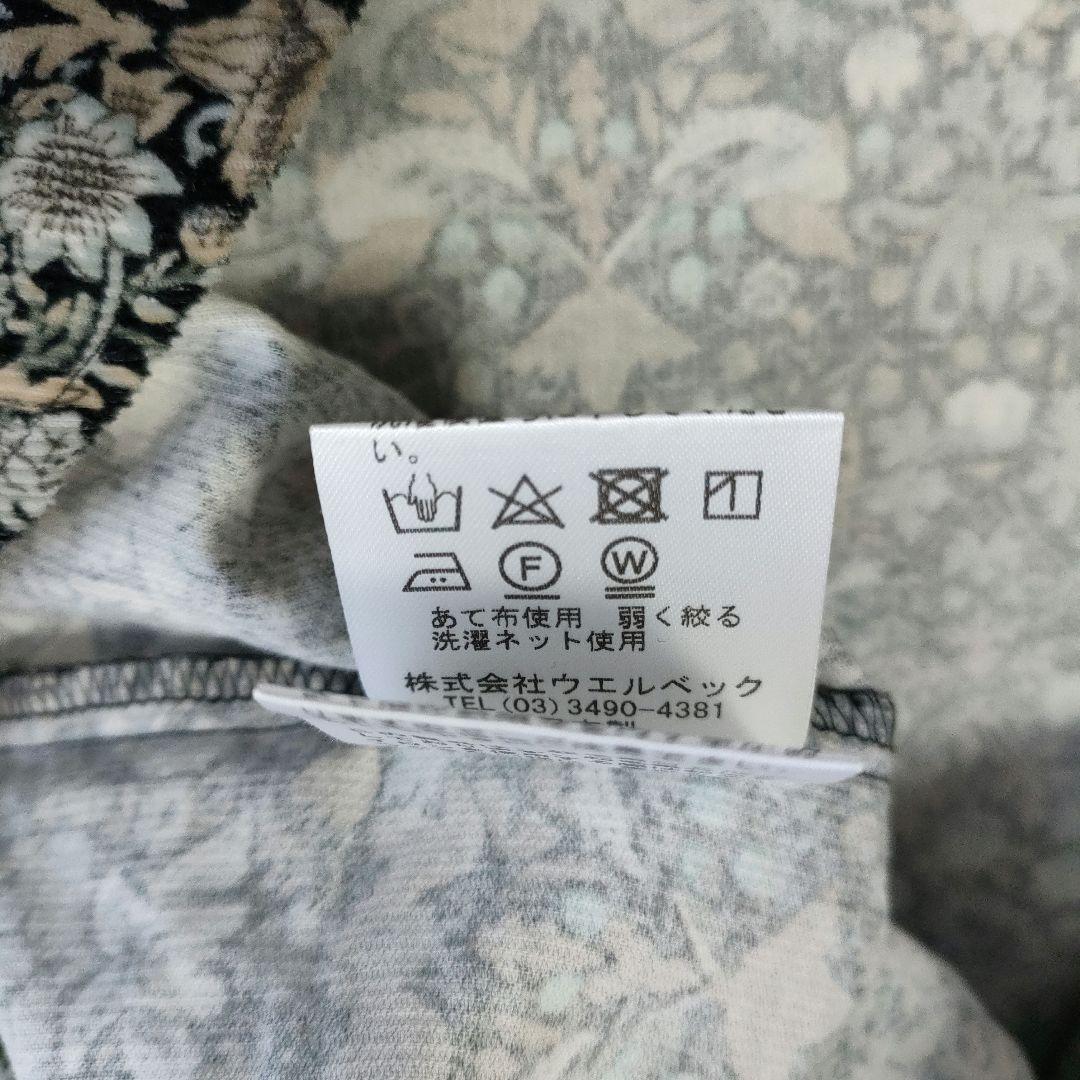 い。
F W
あて布使用 弱く絞る
洗濯ネット使用
株式会社ウエルベック
TEL(03)3490-4381